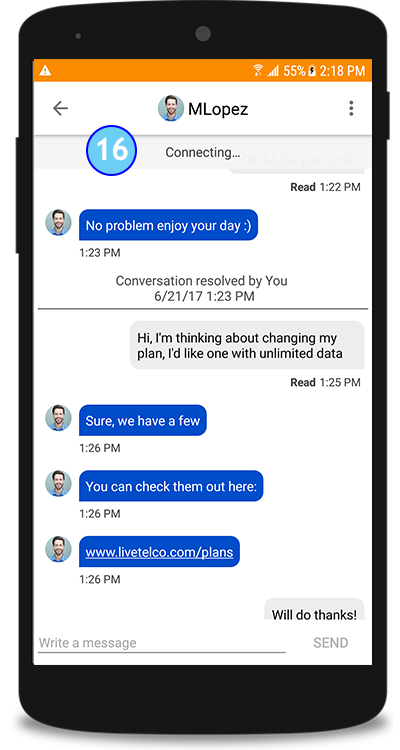 55% 2:18 PM
MLopez
16
Connecting...
thanks for your help!
Read 1:22 PM
No problem enjoy your day :)
1:23 PM
Conversation resolved by You
6/21/17 1:23 PM
Hi, I'm thinking about changing my
plan, I'd like one with unlimited data
Read 1:25 PM
Sure, we have a few
1:26 PM
You can check them out here:
1:26 PM
www.livetelco.com/plans
1:26 PM
Will do thanks!
Write a message SEND